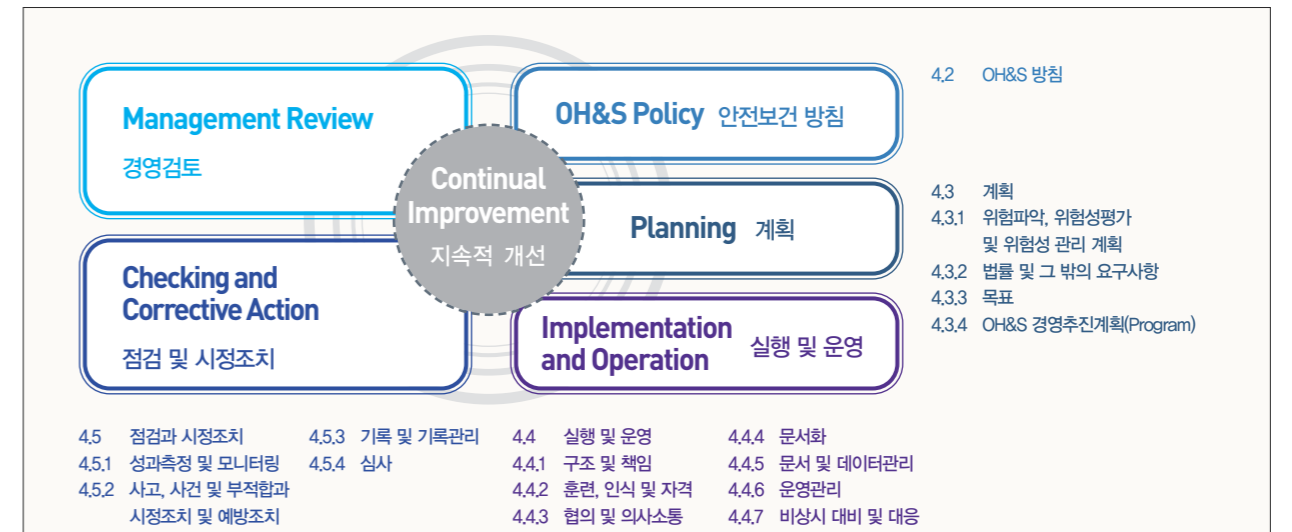 Management Review
경영검토
OH&S Policy 안전보건 방침
Continual
Improvement
지속적 개선
Planning 계획
Checking and
Corrective Action
점검 및 시정조치
Implementation
and Operation
실행 및 운영
4.2 OH&S 방침
4.3 계획
4.3.1 위험파악, 위험성평가
및 위험성 관리 계획
4.3.2 법률 및 그 밖의 요구사항
4.3.3 목표
4.3.4 OH&S 경영추진계획(Program)
4.5 점검과 시정조치
4.5.1 성과측정 및 모니터링
4.5.2 사고, 사건 및 부적합과
시정조치 및 예방조치
4.5.3 기록 및 기록관리
4.5.4 심사
4.4 실행 및 운영
4.4.1 구조 및 책임
4.4.2 훈련, 인식 및 자격
4.4.3 협의 및 의사소통
4.4.4 문서화
4.4.5 문서 및 데이터관리
4.4.6 운영관리
4.4.7 비상시 대비 및 대응